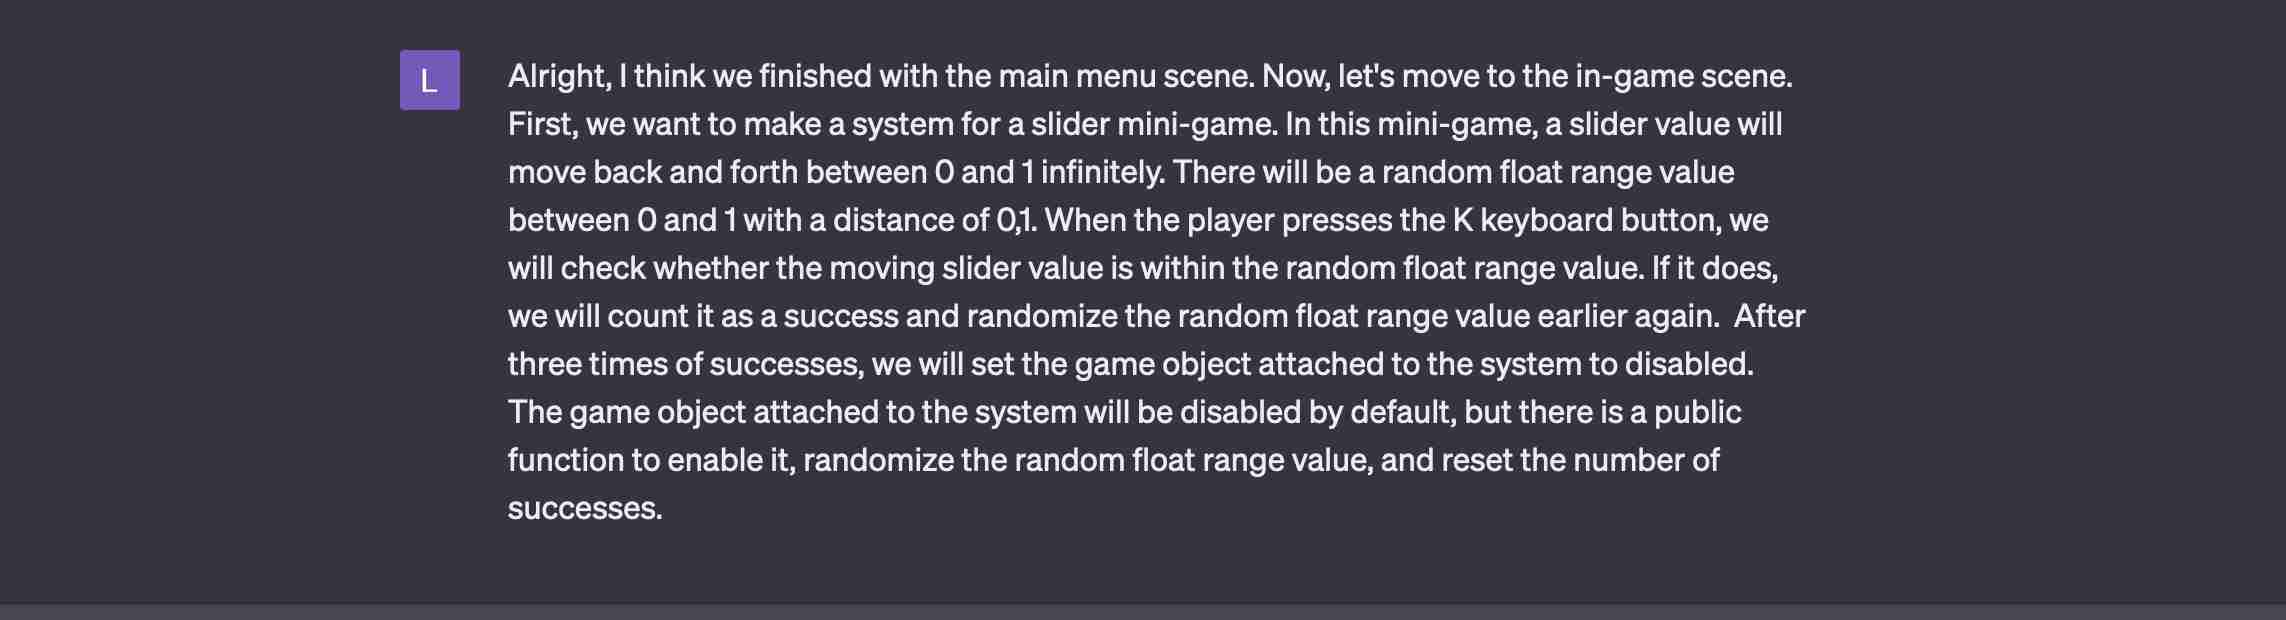 L
Alright, I think we finished with the main menu scene. Now, let's move to the in-game scene.
First, we want to make a system for a slider mini-game. In this mini-game, a slider value will
move back and forth between 0 and 1 infinitely. There will be a random float range value
between 0 and 1 with a distance of 0,1. When the player presses the K keyboard button, we
will check whether the moving slider value is within the random float range value. If it does,
we will count it as a success and randomize the random float range value earlier again.  After
three times of successes, we will set the game object attached to the system to disabled.
The game object attached to the system will be disabled by default, but there is a public
function to enable it, randomize the random float range value, and reset the number of
successes.